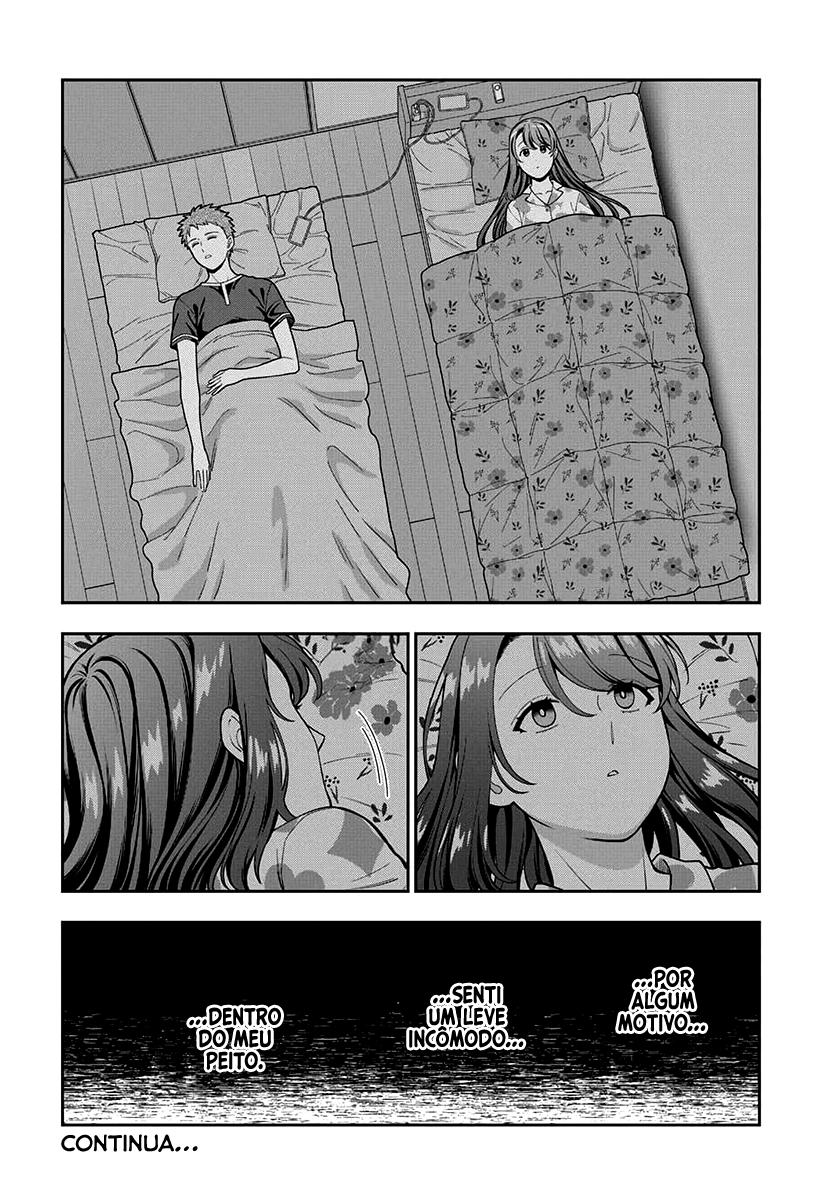 ...POR
ALGUM
MOTIVO...
...SENTI
UM LEVE
INCÔMODO...
...DENTRO
DO MEU
PEITO.
CONTINUA...